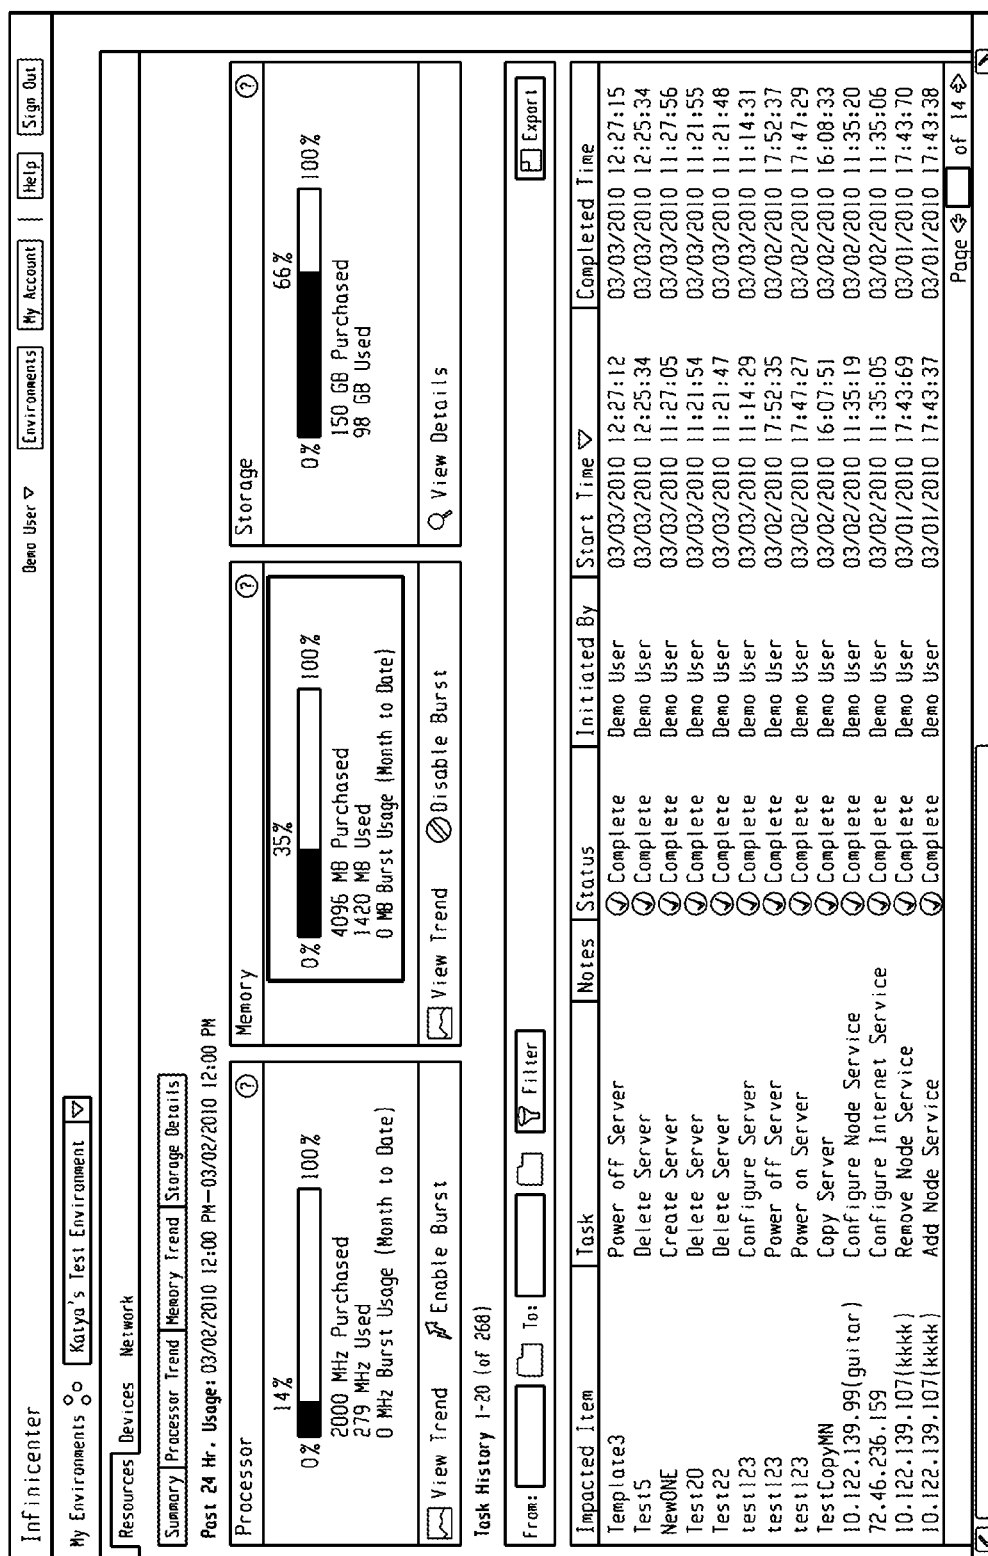 Infinicenter
Demo User Environments My Account | Help Sign Out
My Environments Katya's Test Environment
Resources Devices Network
Summary Processor Trend Memory Trend Storage Details
Past 24 Hr. Usage: 03/02/2010 12:00 PM–03/02/2010 12:00 PM
Processor ?
14%
0% 100%
2000 MHz Purchased
279 MHz Used
0 MHz Burst Usage (Month to Date)
View Trend Enable Burst
Memory ?
35%
0% 100%
4096 MB Purchased
1420 MB Used
0 MB Burst Usage (Month to Date)
View Trend Disable Burst
Storage ?
66%
0% 100%
150 GB Purchased
98 GB Used
View Details
Task History 1-20 (of 268)
From: To: Filter Export
Impacted Item Task Notes Status Initiated By Start Time Completed Time
Template3 Power off Server Complete Demo User 03/03/2010 12:27:12 03/03/2010 12:27:15
Test5 Delete Server Complete Demo User 03/03/2010 12:25:34 03/03/2010 12:25:34
NewONE Create Server Complete Demo User 03/03/2010 11:27:05 03/03/2010 11:27:56
Test20 Delete Server Complete Demo User 03/03/2010 11:21:54 03/03/2010 11:21:55
Test22 Delete Server Complete Demo User 03/03/2010 11:21:47 03/03/2010 11:21:48
test123 Configure Server Complete Demo User 03/03/2010 11:14:29 03/03/2010 11:14:31
test123 Power off Server Complete Demo User 03/02/2010 17:52:35 03/02/2010 17:52:37
test123 Power on Server Complete Demo User 03/02/2010 17:47:27 03/02/2010 17:47:29
TestCopyMN Copy Server Complete Demo User 03/02/2010 16:07:51 03/02/2010 16:08:33
10.122.139.99(guitar) Configure Node Service Complete Demo User 03/02/2010 11:35:19 03/02/2010 11:35:20
72.46.236.159 Configure Internet Service Complete Demo User 03/02/2010 11:35:05 03/02/2010 11:35:06
10.122.139.107(kkkk) Remove Node Service Complete Demo User 03/01/2010 17:43:69 03/01/2010 17:43:70
10.122.139.107(kkkk) Add Node Service Complete Demo User 03/01/2010 17:43:37 03/01/2010 17:43:38
Page of 14